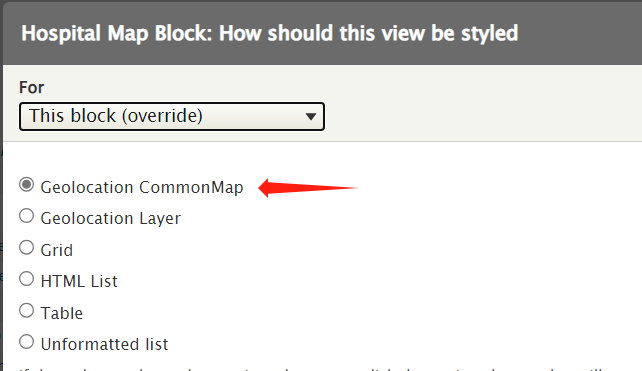 Hospital Map Block: How should this view be styled
For
This block (override)
Geolocation CommonMap
Geolocation Layer
Grid
HTML List
Table
Unformatted list